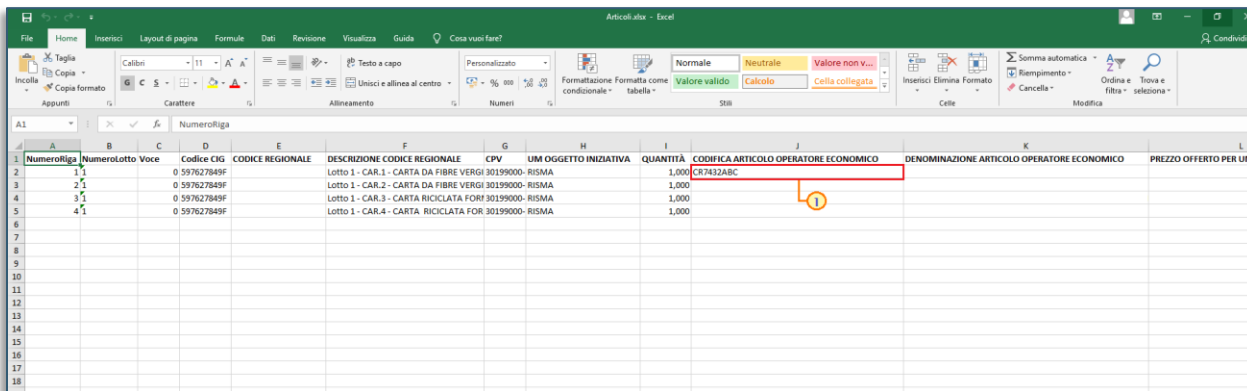 Articoli.xlsx - Excel
File Home Inserisci Layout di pagina Formule Dati Revisione Visualizza Guida Cosa vuoi fare? Condividi
Incolla Taglia Copia Copia formato
Calibri 11 G C S A A A
Testo a capo Unisci e allinea al centro
Personalizzato % 000
Formattazione condizionale Formatta come tabella
Normale Neutrale Valore non v...
Valore valido Calcolo Cella collegata
Inserisci Elimina Formato
Somma automatica Riempimento Cancella
Ordina e filtra Trova e seleziona
Appunti Carattere Allineamento Numeri Stili Celle Modifica
A1 fx NumeroRiga
A B C D E F G H I J K L
1 NumeroRiga NumeroLotto Voce Codice CIG CODICE REGIONALE DESCRIZIONE CODICE REGIONALE CPV UM OGGETTO INIZIATIVA QUANTITÀ CODIFICA ARTICOLO OPERATORE ECONOMICO DENOMINAZIONE ARTICOLO OPERATORE ECONOMICO PREZZO OFFERTO PER U
2 1 1 0 597627849F Lotto 1 - CAR.1 - CARTA DA FIBRE VERGI 30199000- RISMA 1,000 CR7432ABC
3 2 1 0 597627849F Lotto 1 - CAR.2 - CARTA DA FIBRE VERGI 30199000- RISMA 1,000
1
4 3 1 0 597627849F Lotto 1 - CAR.3 - CARTA RICICLATA FORM 30199000- RISMA 1,000
5 4 1 0 597627849F Lotto 1 - CAR.4 - CARTA RICICLATA FOR 30199000- RISMA 1,000
6
7
8
9
10
11
12
13
14
15
16
17
18